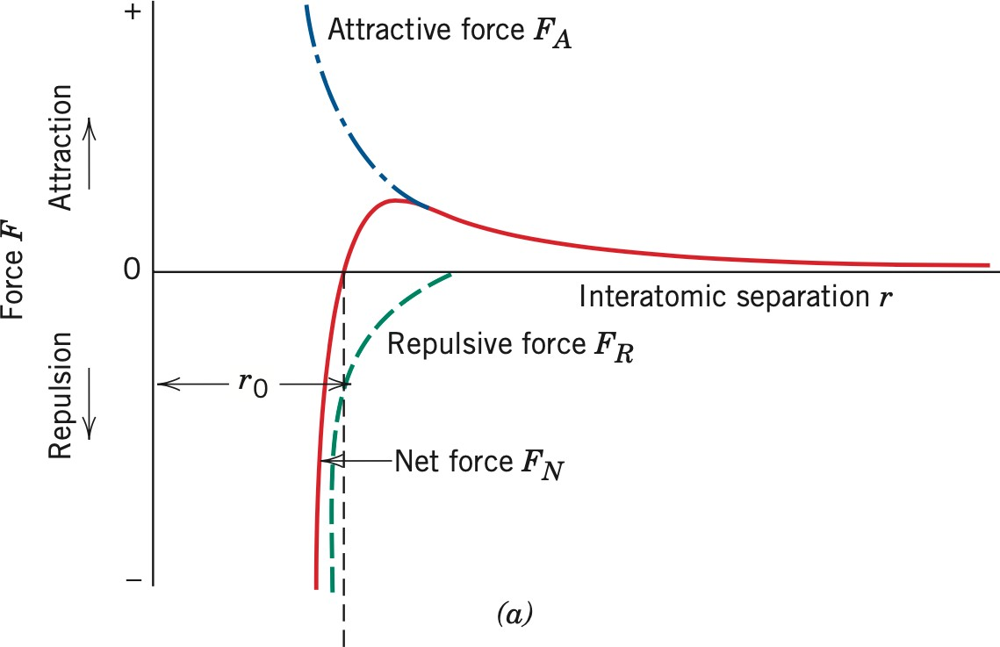 +
Attractive force F_A
Attraction
Force F
0
Interatomic separation r
Repulsive force F_R
Repulsion
r_0
Net force F_N
−
(a)